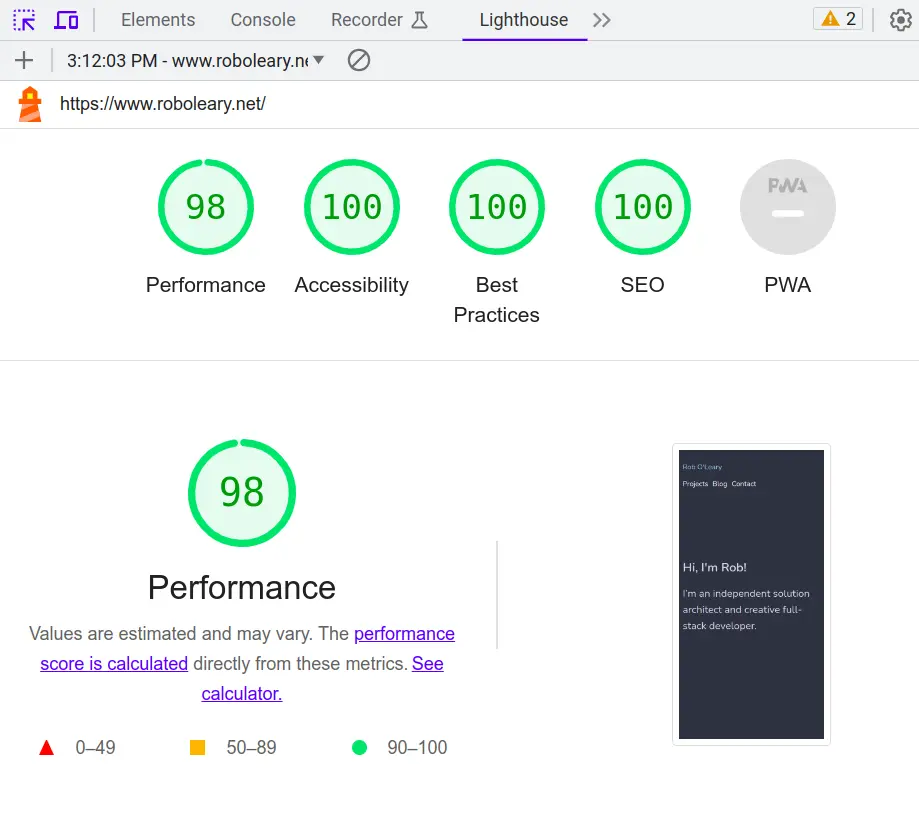 Elements Console Recorder Lighthouse 2
3:12:03 PM - www.roboleary.ne
https://www.roboleary.net/
98 100 100 100 PWA
Performance Accessibility Best Practices SEO PWA
98
Performance
Values are estimated and may vary. The performance
score is calculated directly from these metrics. See
calculator.
0–49 50–89 90–100
Rob O'Leary
Projects Blog Contact
Hi, I'm Rob!
I'm an independent solution
architect and creative full-
stack developer.